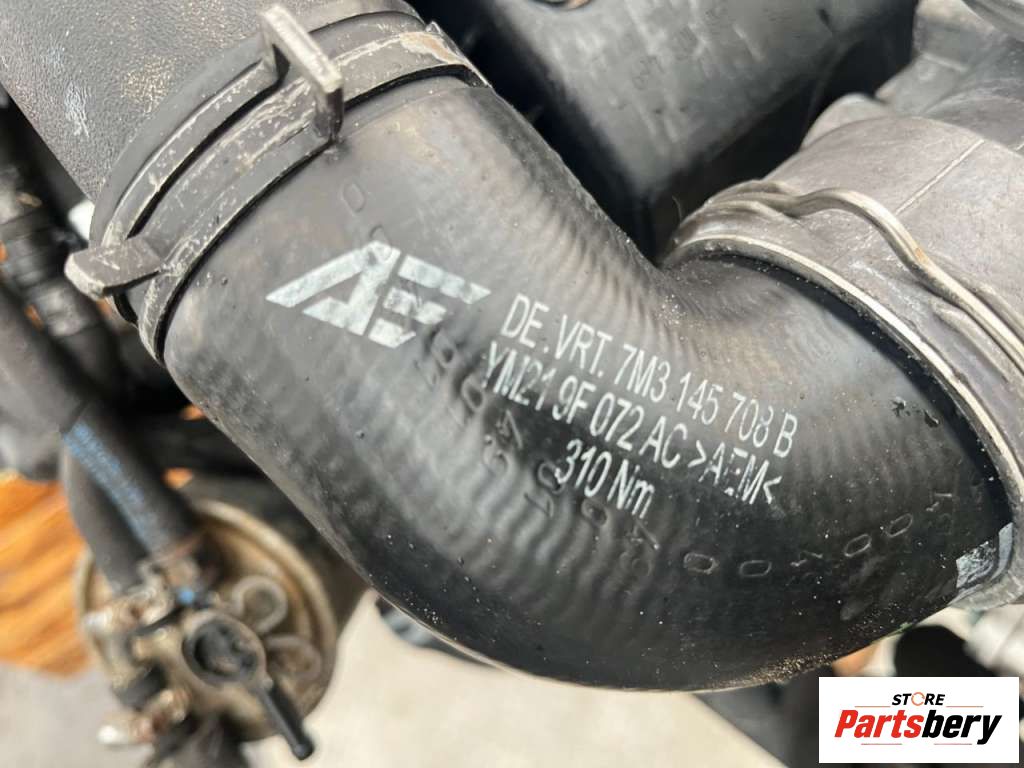 DE. VRT. 7M3 145 708 B
YM21 9F 072 AC >AEM<
310 Nm
STORE
Partsbery